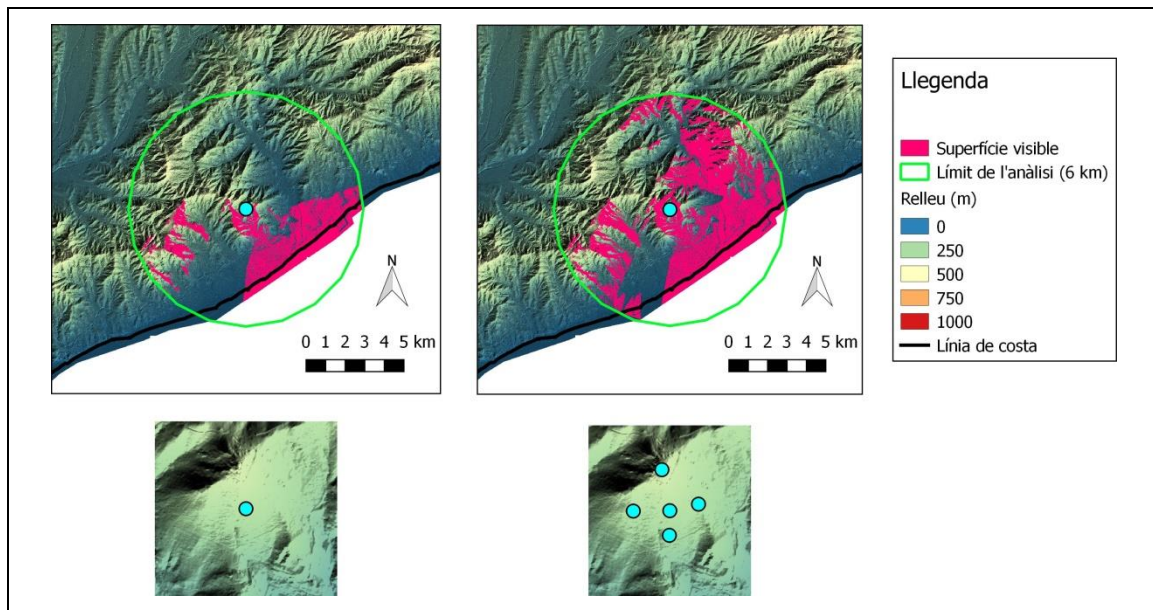 N
0 1 2 3 4 5 km
N
0 1 2 3 4 5 km
Llegenda
Superfície visible
Límit de l'anàlisi (6 km)
Relleu (m)
0
250
500
750
1000
Línia de costa